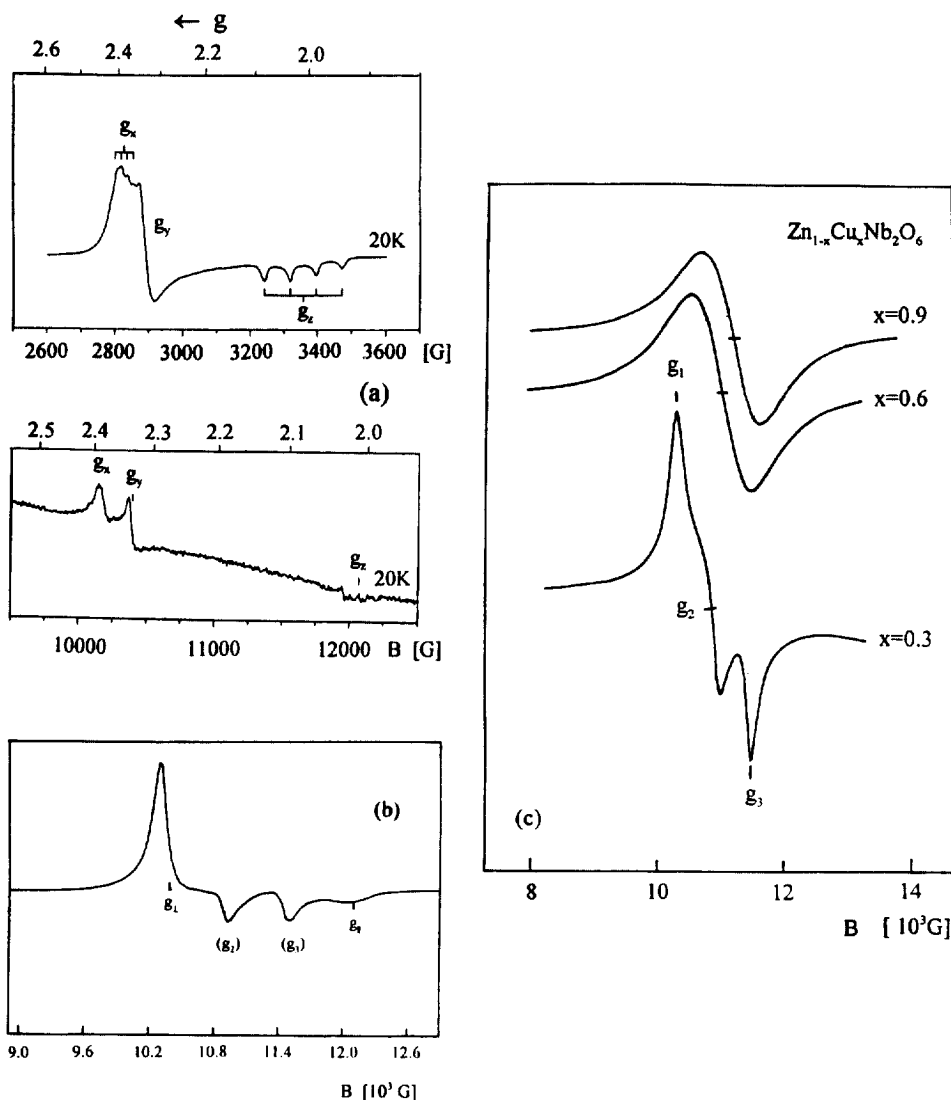 ← g
2.6 2.4 2.2 2.0
gx
gy
20K
gz
2600 2800 3000 3200 3400 3600 [G]
(a)
2.5 2.4 2.3 2.2 2.1 2.0
gx
gy
gz
20K
10000 11000 12000 B [G]
(b)
g⊥
(g2)
(g3)
9.0 9.6 10.2 10.8 11.4 12.0 12.6
B [10³ G]
Zn1-xCuxNb2O6
x=0.9
x=0.6
g1
g2
x=0.3
g3
(c)
8 10 12 14
B [ 10³G]